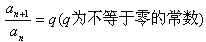 a_{n+1}/a_n = q(q为不等于零的常数)